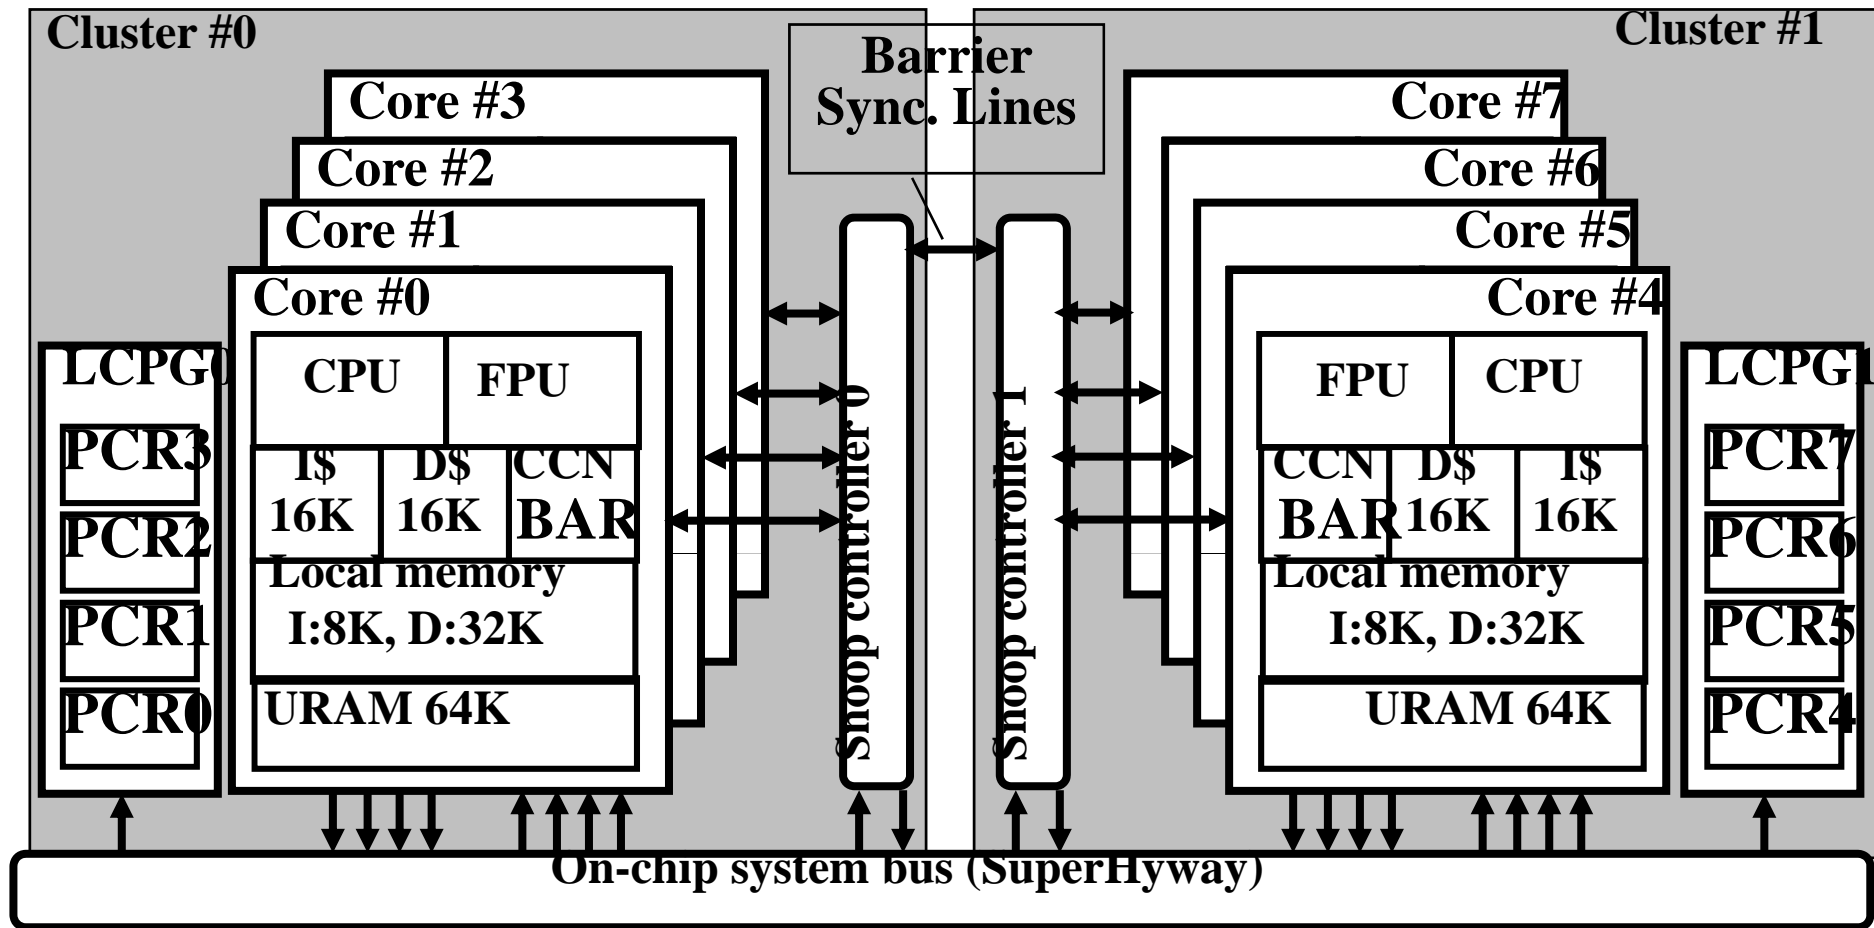 Cluster #0
Barrier
Sync. Lines
Cluster #1
Core #3
Core #2
Core #1
Core #0
CPU
FPU
I$
16K
D$
16K
CCN
BAR
Local memory
I:8K, D:32K
URAM 64K
LCPG0
PCR3
PCR2
PCR1
PCR0
Snoop controller 0
Snoop controller 1
Core #7
Core #6
Core #5
Core #4
FPU
CPU
CCN
BAR
D$
16K
I$
16K
Local memory
I:8K, D:32K
URAM 64K
LCPG1
PCR7
PCR6
PCR5
PCR4
On-chip system bus (SuperHyway)